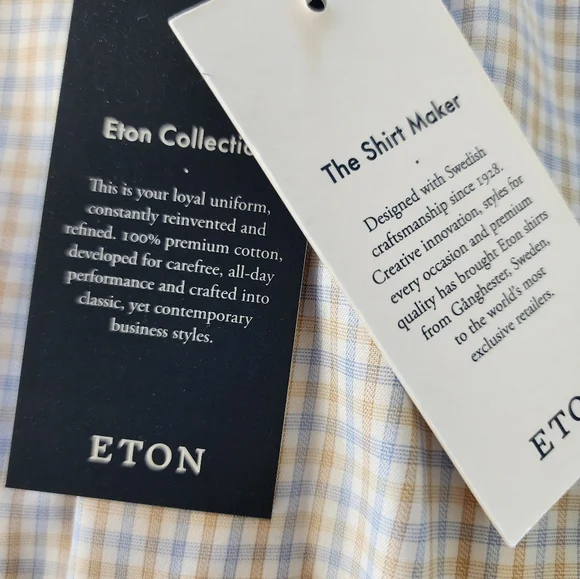 Eton Collectio
This is your loyal uniform,
constantly reinvented and
refined. 100% premium cotton,
developed for carefree, all-day
performance and crafted into
classic, yet contemporary
business styles.
ETON
The Shirt Maker
Designed with Swedish
craftsmanship since 1928.
Creative innovation, styles for
every occasion and premium
quality has brought Eton shirts
from Gånghester, Sweden,
to the world's most
exclusive retailers.
ETO